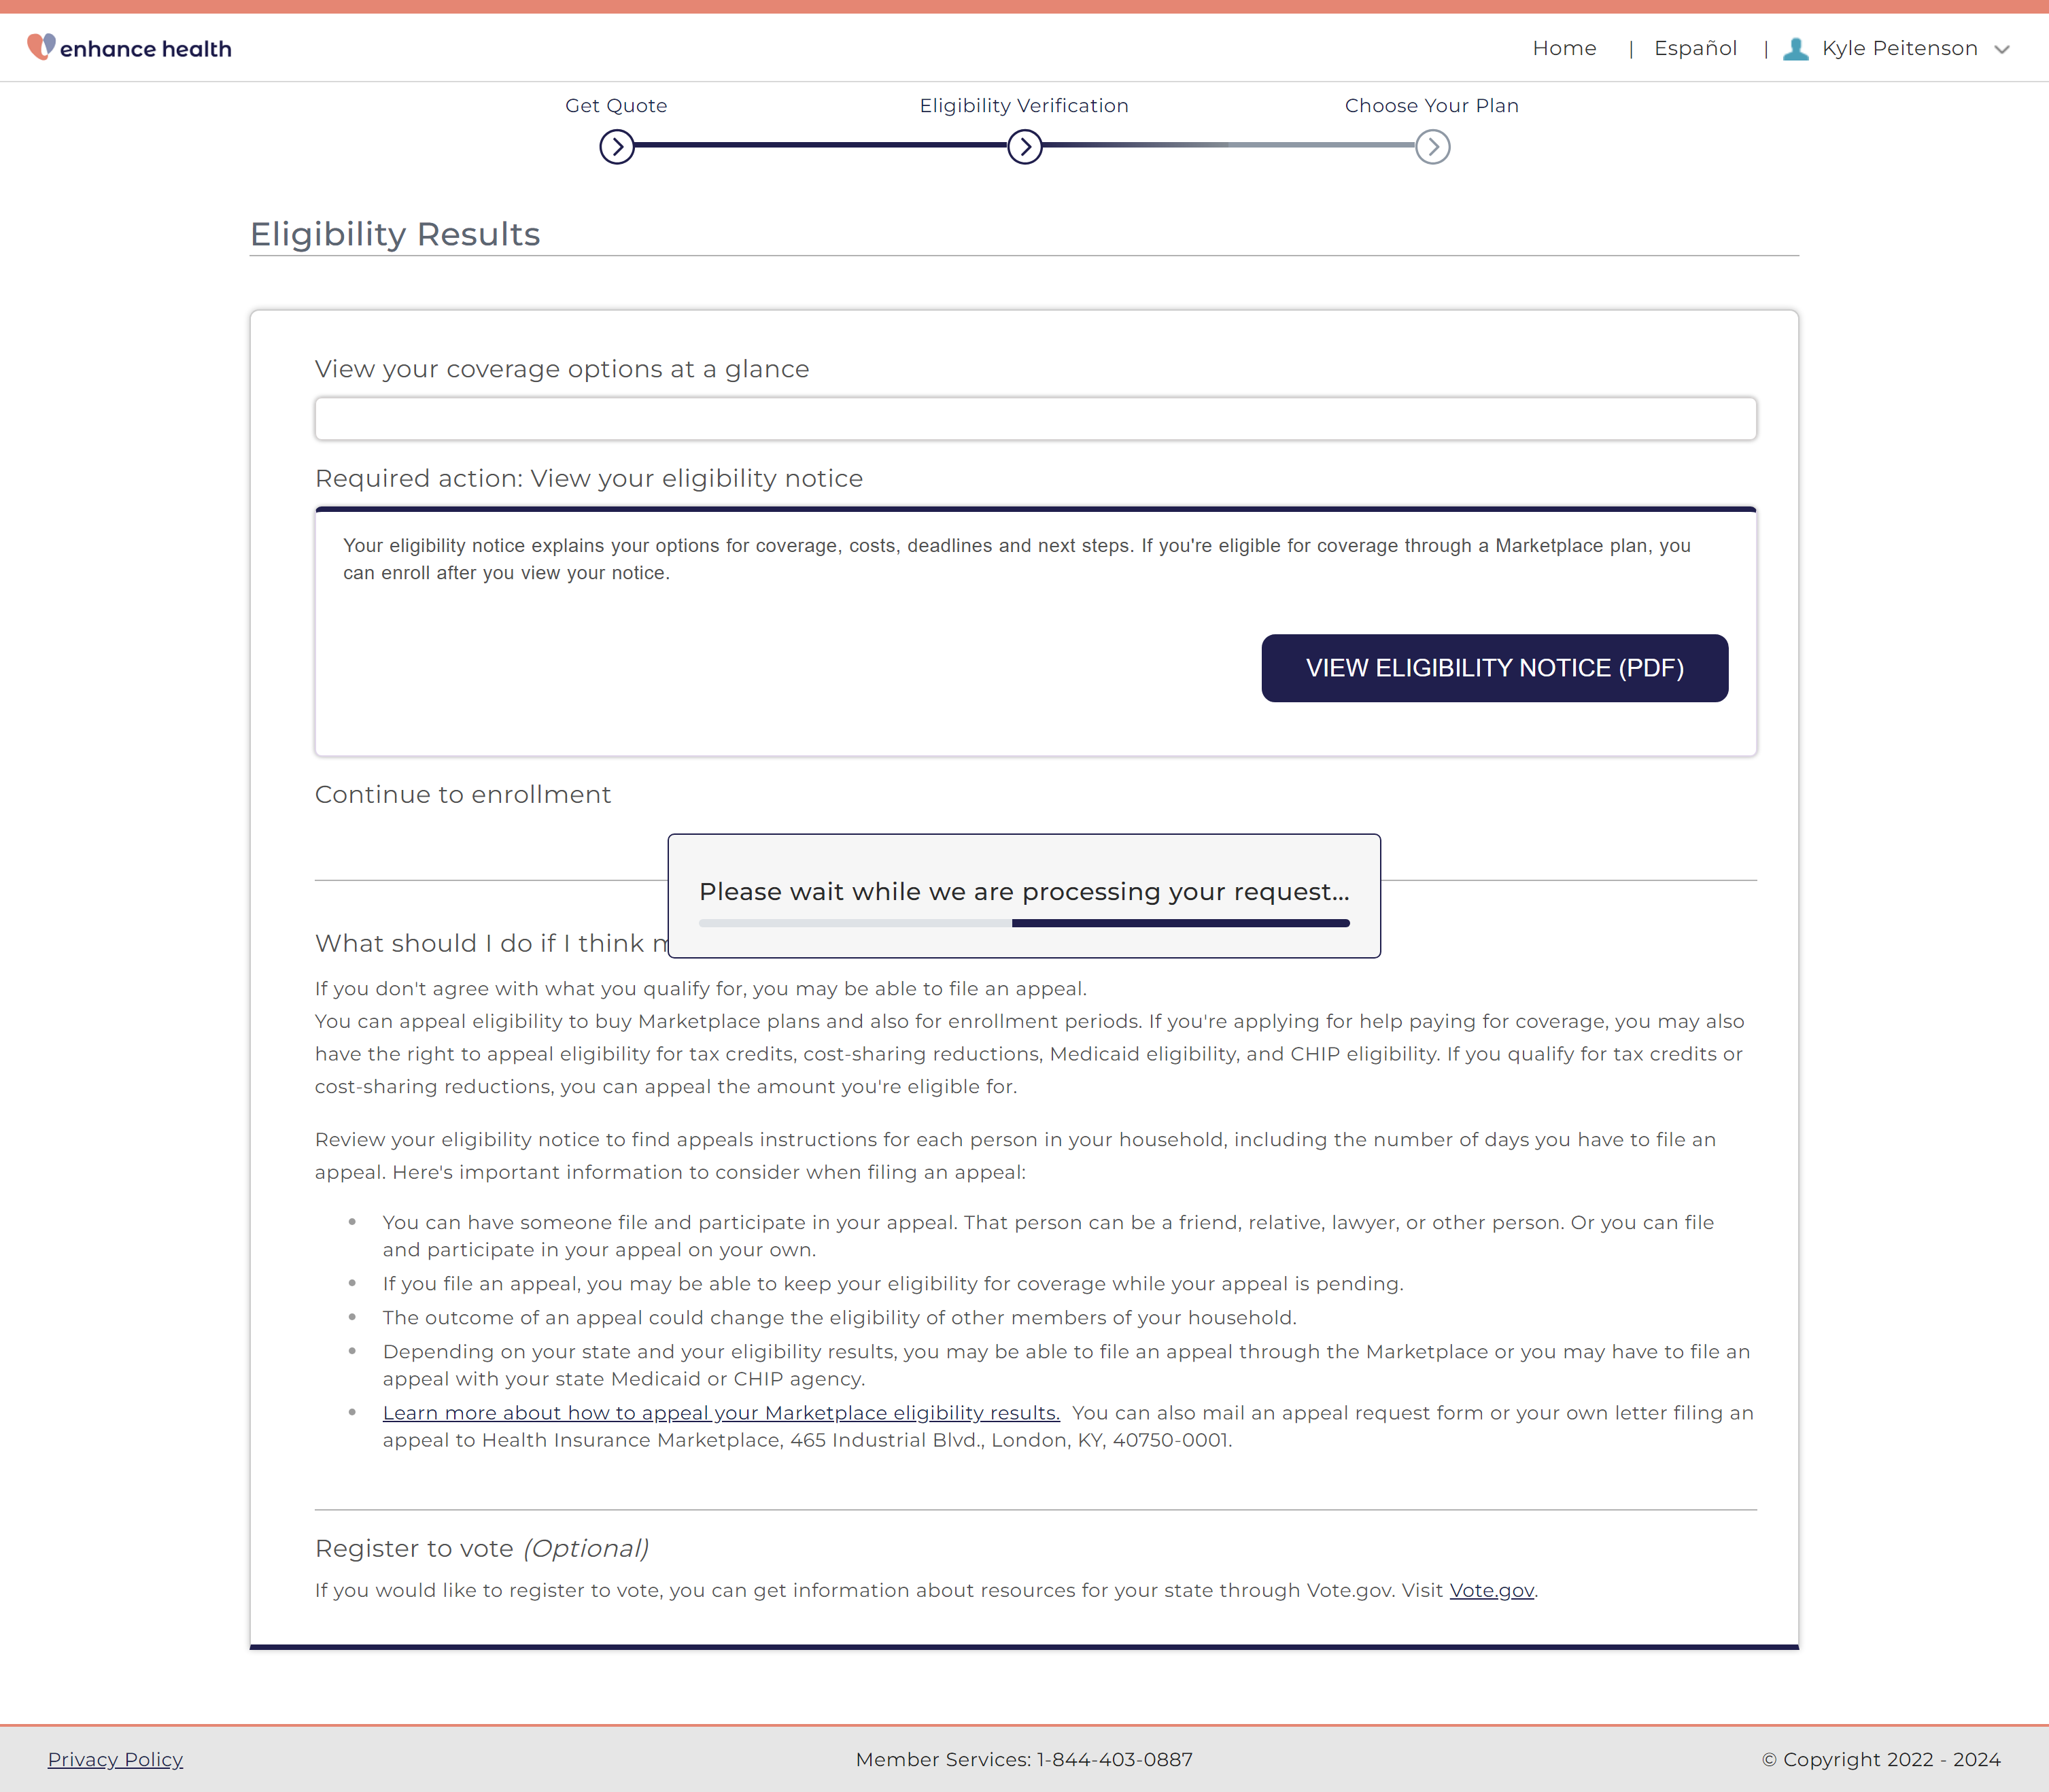 enhance health
Home | Español | Kyle Peitenson
Get Quote
Eligibility Verification
Choose Your Plan
Eligibility Results
View your coverage options at a glance
Required action: View your eligibility notice
Your eligibility notice explains your options for coverage, costs, deadlines and next steps. If you're eligible for coverage through a Marketplace plan, you
can enroll after you view your notice.
VIEW ELIGIBILITY NOTICE (PDF)
Continue to enrollment
Please wait while we are processing your request...
What should I do if I think
If you don't agree with what you qualify for, you may be able to file an appeal.
You can appeal eligibility to buy Marketplace plans and also for enrollment periods. If you're applying for help paying for coverage, you may also
have the right to appeal eligibility for tax credits, cost-sharing reductions, Medicaid eligibility, and CHIP eligibility. If you qualify for tax credits or
cost-sharing reductions, you can appeal the amount you're eligible for.
Review your eligibility notice to find appeals instructions for each person in your household, including the number of days you have to file an
appeal. Here's important information to consider when filing an appeal:
You can have someone file and participate in your appeal. That person can be a friend, relative, lawyer, or other person. Or you can file
and participate in your appeal on your own.
If you file an appeal, you may be able to keep your eligibility for coverage while your appeal is pending.
The outcome of an appeal could change the eligibility of other members of your household.
Depending on your state and your eligibility results, you may be able to file an appeal through the Marketplace or you may have to file an
appeal with your state Medicaid or CHIP agency.
Learn more about how to appeal your Marketplace eligibility results. You can also mail an appeal request form or your own letter filing an
appeal to Health Insurance Marketplace, 465 Industrial Blvd., London, KY, 40750-0001.
Register to vote (Optional)
If you would like to register to vote, you can get information about resources for your state through Vote.gov. Visit Vote.gov.
Privacy Policy
Member Services: 1-844-403-0887
© Copyright 2022 - 2024